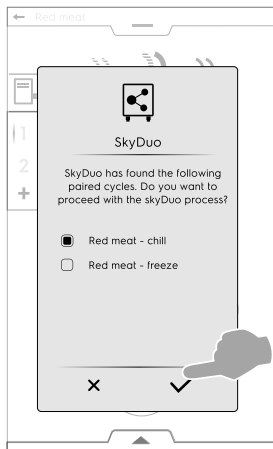 ← Red meat
1
2
+
SkyDuo
SkyDuo has found the following
paired cycles. Do you want to
proceed with the skyDuo process?
Red meat - chill
Red meat - freeze